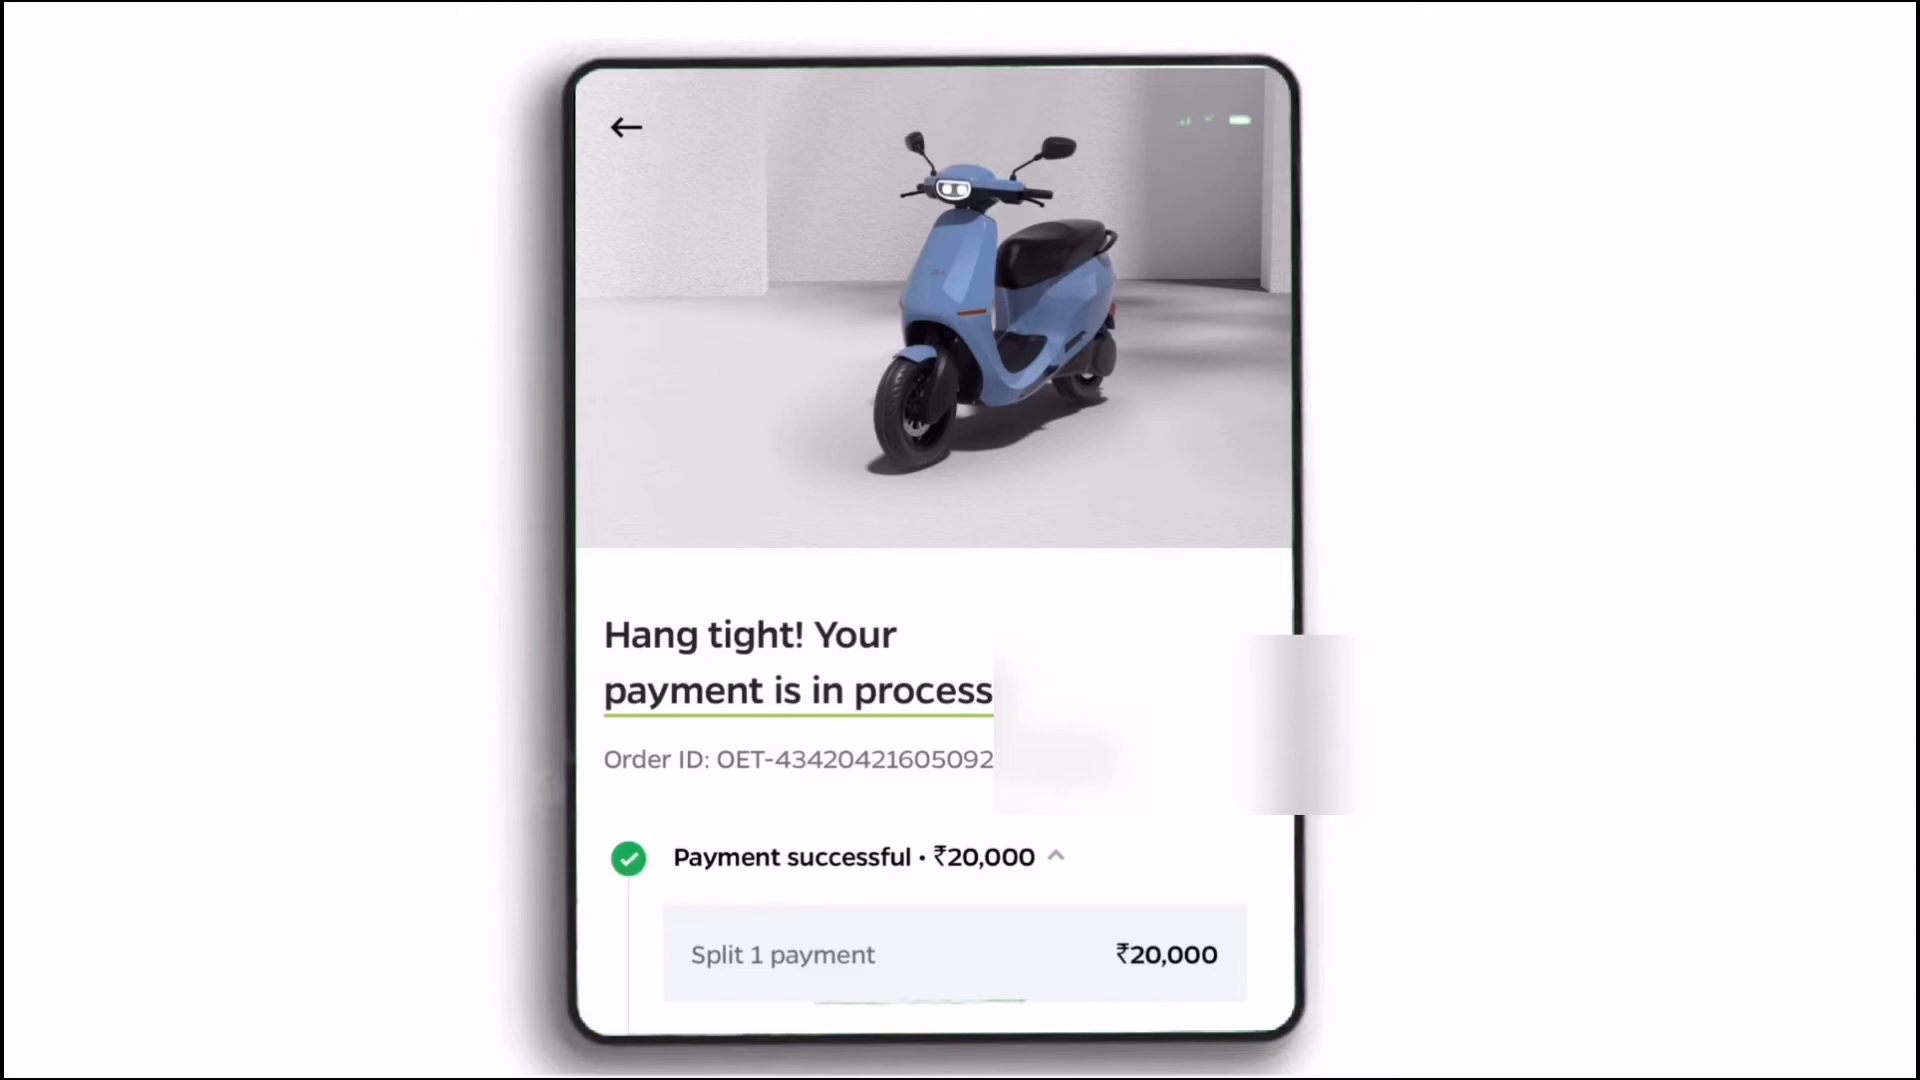 Hang tight! Your
payment is in process
Order ID: OET-43420421605092
Payment successful • ₹20,000
Split 1 payment ₹20,000